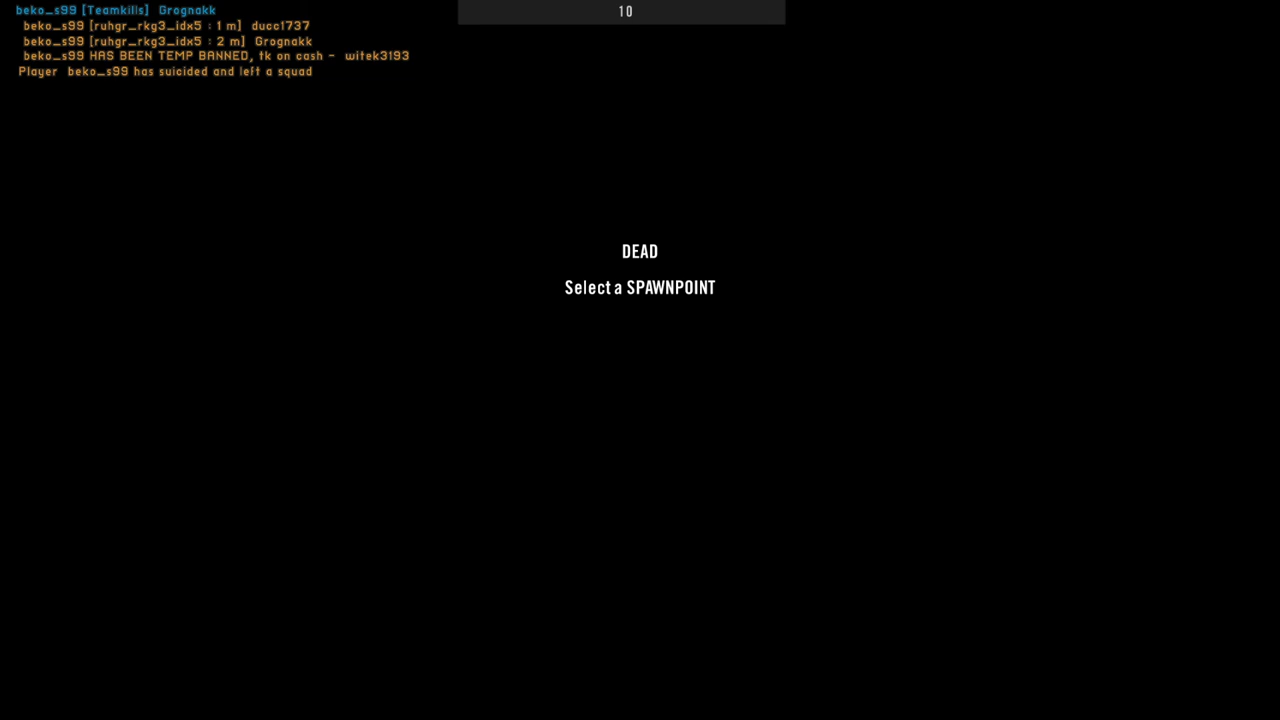 beko_s99 [Teamkills] Grognakk
10
beko_s99 [ruhgr_rkg3_idx5 : 1 m] ducc1737
beko_s99 [ruhgr_rkg3_idx5 : 2 m] Grognakk
beko_s99 HAS BEEN TEMP BANNED, tk on cash - witek3193
Player beko_s99 has suicided and left a squad
DEAD
Select a SPAWNPOINT